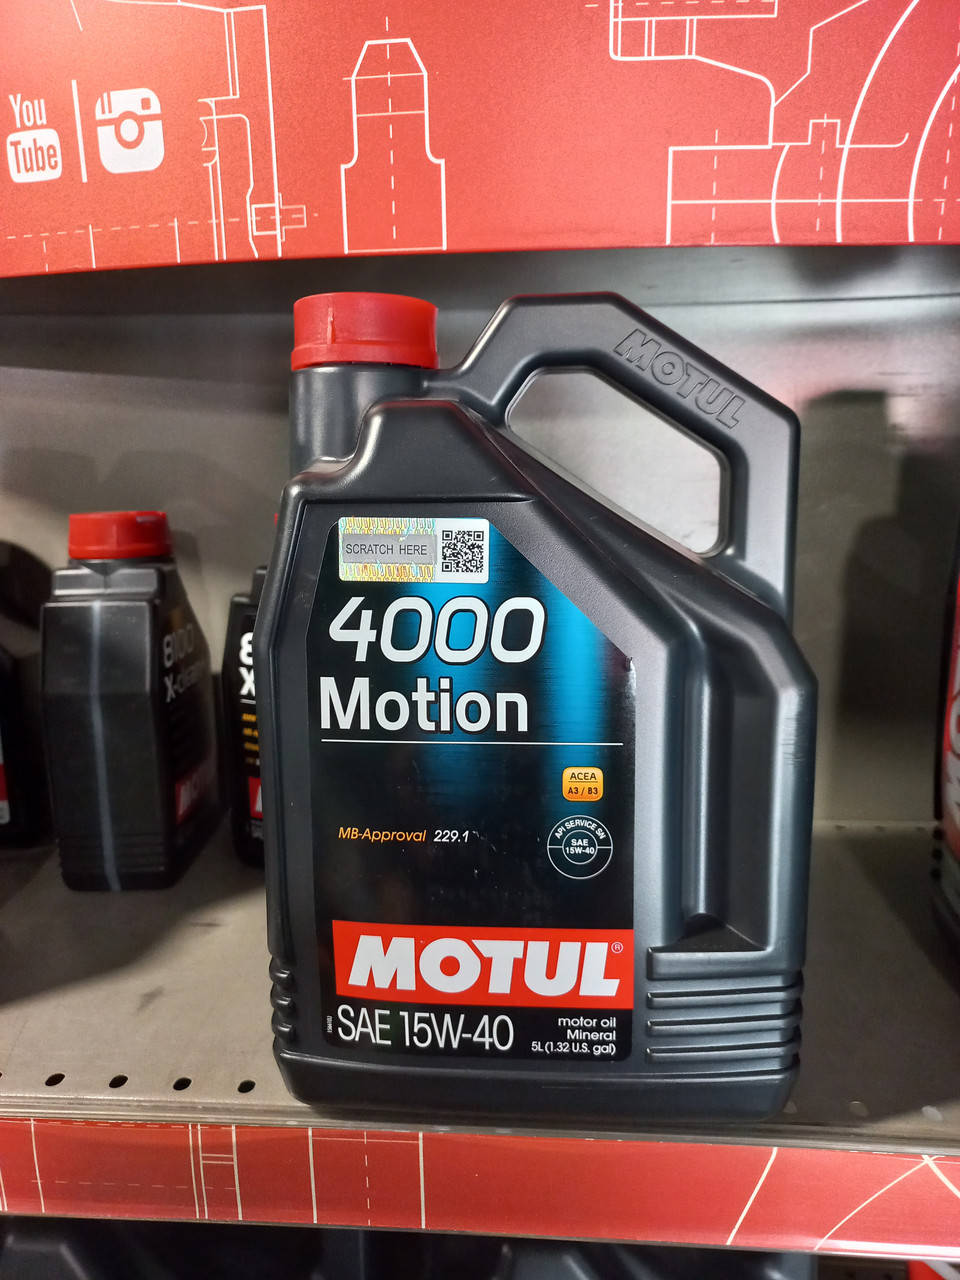 You
Tube
MOTUL
SCRATCH HERE
4000
Motion
ACEA
A3 / B3
MB-Approval 229.1
API SERVICE SN
SAE
15W-40
MOTUL®
SAE 15W-40
motor oil
Mineral
5L (1.32 U.S. gal)
8100
X-clean
8
X